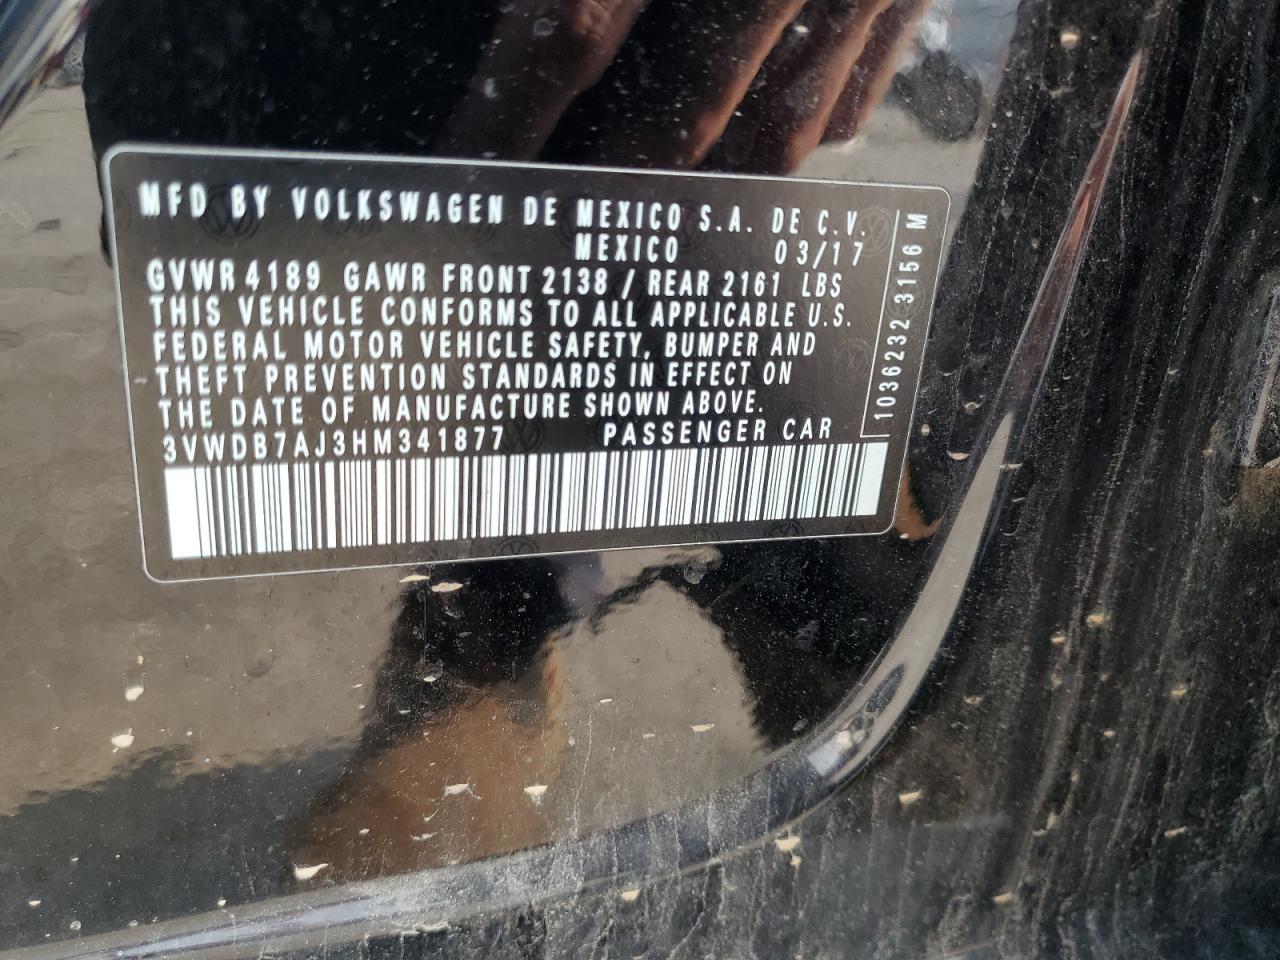 MFD BY VOLKSWAGEN DE MEXICO S.A. DE C.V.
MEXICO 03/17
GVWR 4189 GAWR FRONT 2138 / REAR 2161 LBS
THIS VEHICLE CONFORMS TO ALL APPLICABLE U.S.
FEDERAL MOTOR VEHICLE SAFETY, BUMPER AND
THEFT PREVENTION STANDARDS IN EFFECT ON
THE DATE OF MANUFACTURE SHOWN ABOVE.
3VWDB7AJ3HM341877 PASSENGER CAR
1036232 3156 M